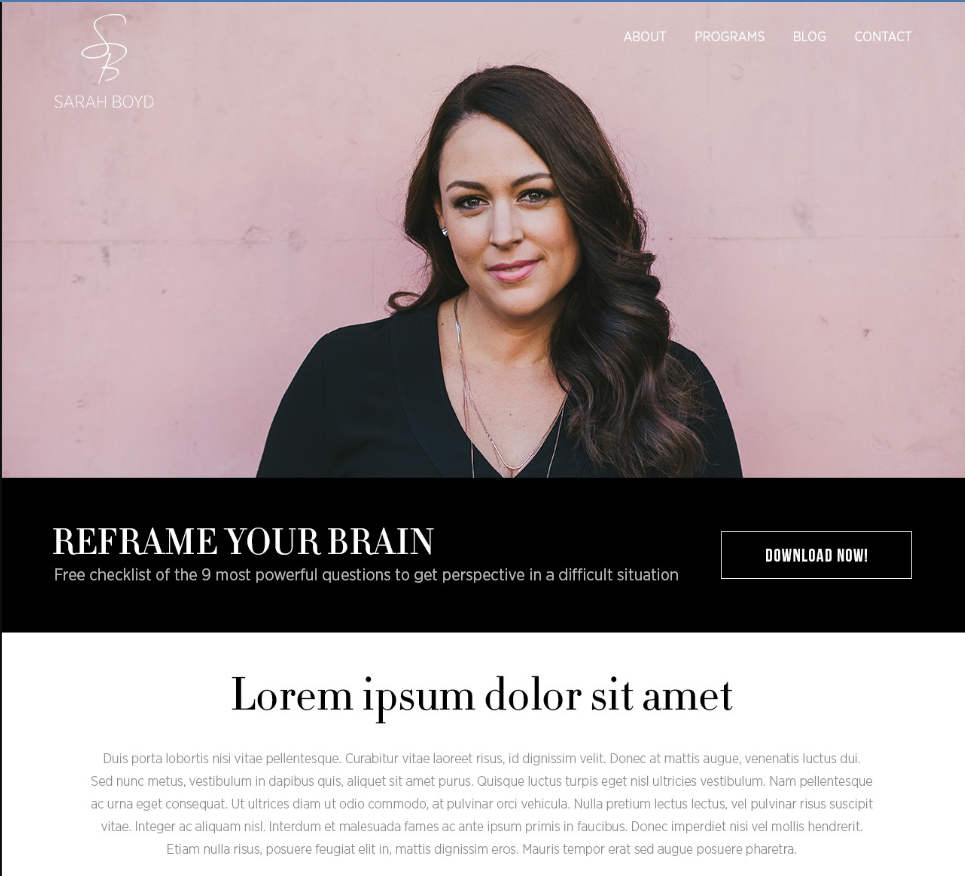 SB
SARAH BOYD
ABOUT PROGRAMS BLOG CONTACT
REFRAME YOUR BRAIN
Free checklist of the 9 most powerful questions to get perspective in a difficult situation
DOWNLOAD NOW!
Lorem ipsum dolor sit amet
Duis porta lobortis nisi vitae pellentesque. Curabitur vitae laoreet risus, id dignissim velit. Donec at mattis augue, venenatis luctus dui.
Sed nunc metus, vestibulum in dapibus quis, aliquet sit amet purus. Quisque luctus turpis eget nisl ultricies vestibulum. Nam pellentesque
ac urna eget consequat. Ut ultrices diam ut odio commodo, at pulvinar orci vehicula. Nulla pretium lectus lectus, vel pulvinar risus suscipit
vitae. Integer ac aliquam nisl. Interdum et malesuada fames ac ante ipsum primis in faucibus. Donec imperdiet nisi vel mollis hendrerit.
Etiam nulla risus, posuere feugiat elit in, mattis dignissim eros. Mauris tempor erat sed augue posuere pharetra.